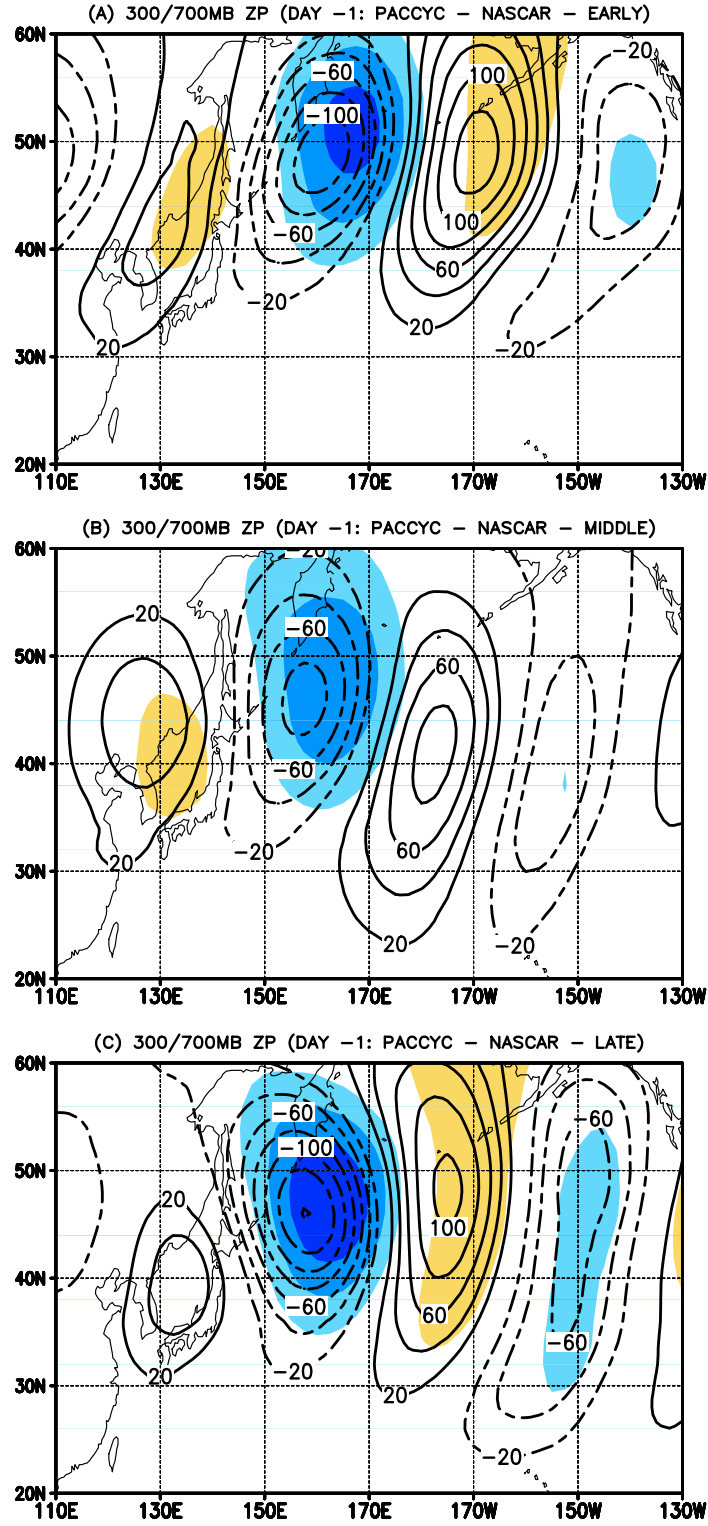 (A) 300/700MB ZP (DAY −1: PACCYC − NASCAR − EARLY)
60N
−20
−60
100
−100
50N
100
−60
40N
60
−20
20
20
−20
30N
20N
110E 130E 150E 170E 170W 150W 130W
(B) 300/700MB ZP (DAY −1: PACCYC − NASCAR − MIDDLE)
60N
−20
20
−60
50N
60
40N
−60
−20
60
20
30N
20
−20
20N
110E 130E 150E 170E 170W 150W 130W
(C) 300/700MB ZP (DAY −1: PACCYC − NASCAR − LATE)
60N
−60
−60
−100
50N
20
100
40N
−60
60
−60
−20
20
30N
20
−20
20N
110E 130E 150E 170E 170W 150W 130W